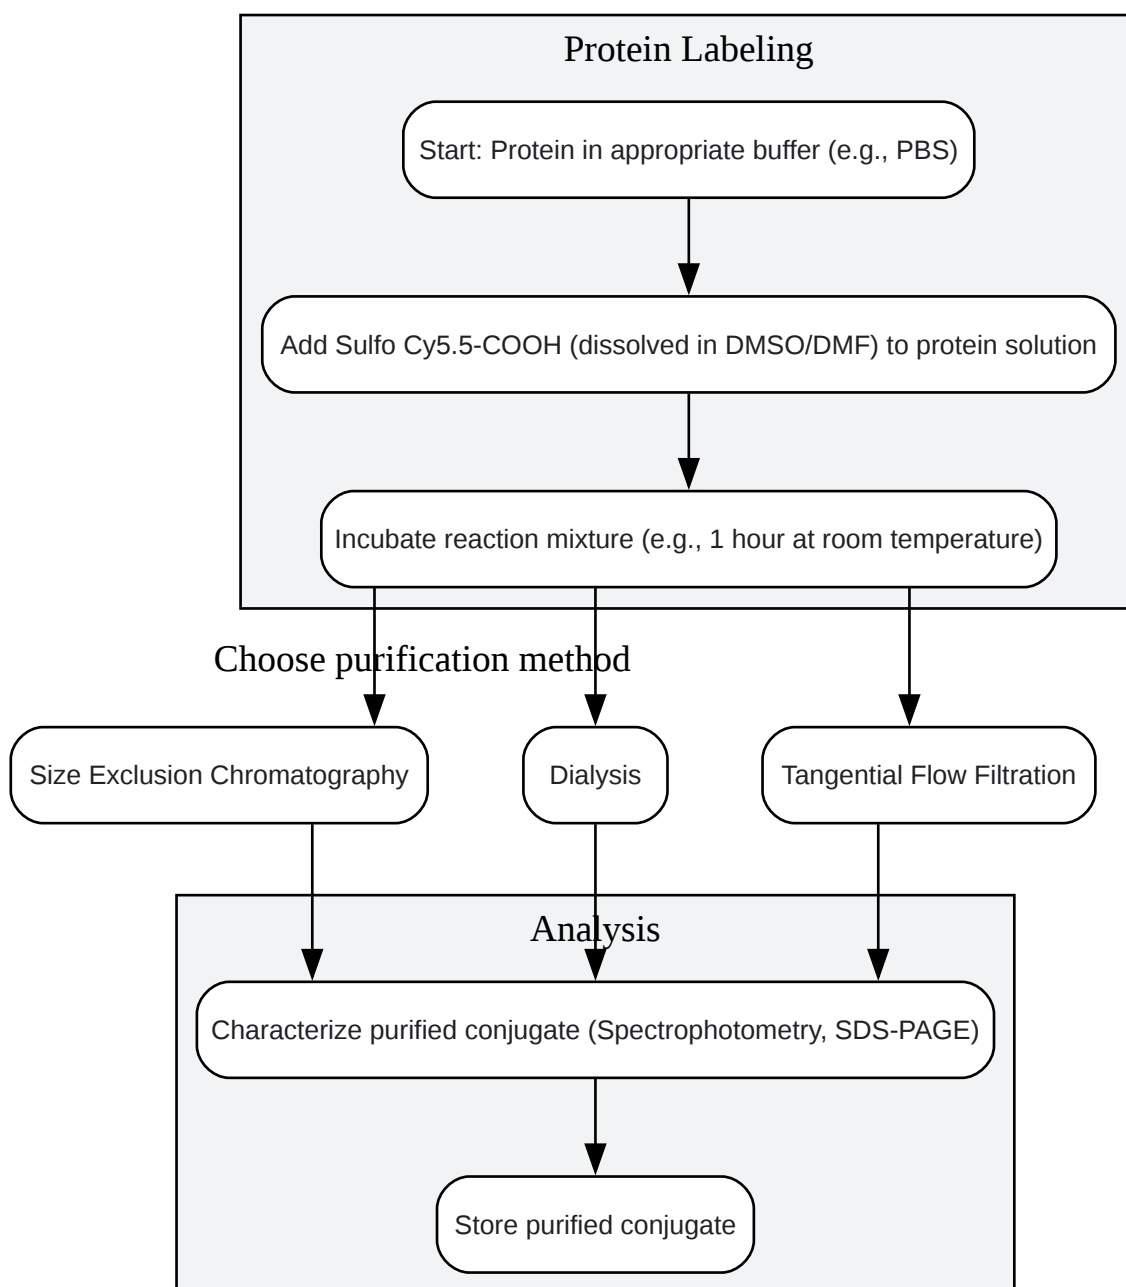 Protein Labeling
Start: Protein in appropriate buffer (e.g., PBS)
Add Sulfo Cy5.5-COOH (dissolved in DMSO/DMF) to protein solution
Incubate reaction mixture (e.g., 1 hour at room temperature)
Choose purification method
Size Exclusion Chromatography
Dialysis
Tangential Flow Filtration
Analysis
Characterize purified conjugate (Spectrophotometry, SDS-PAGE)
Store purified conjugate